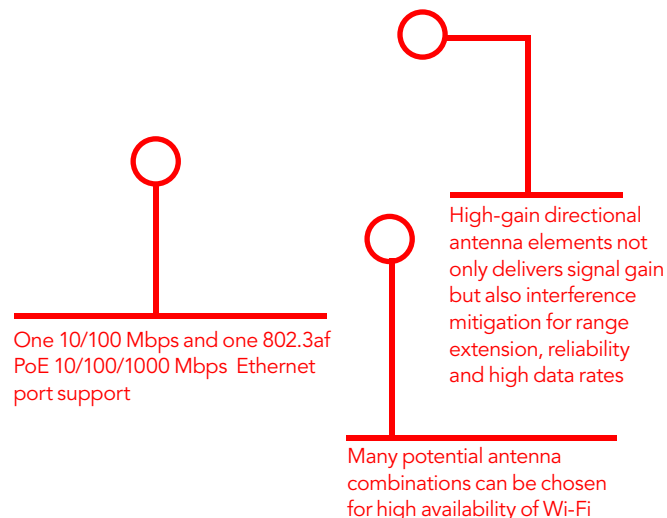 High-gain directional
antenna elements not
only delivers signal gain
but also interference
mitigation for range
extension, reliability
and high data rates
One 10/100 Mbps and one 802.3af
PoE 10/100/1000 Mbps Ethernet
port support
Many potential antenna
combinations can be chosen
for high availability of Wi-Fi